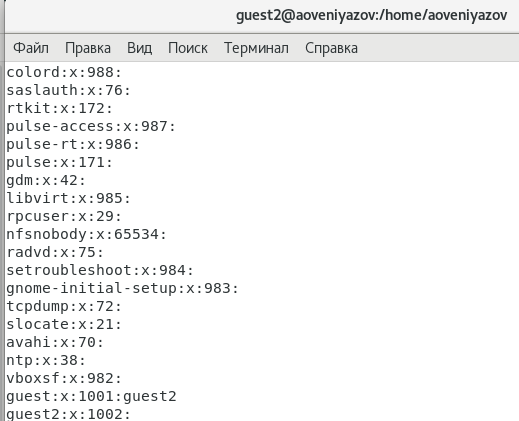 guest2@aoveniyazov:/home/aoveniyazov
Файл Правка Вид Поиск Терминал Справка
colord:x:988:
saslauth:x:76:
rtkit:x:172:
pulse-access:x:987:
pulse-rt:x:986:
pulse:x:171:
gdm:x:42:
libvirt:x:985:
rpcuser:x:29:
nfsnobody:x:65534:
radvd:x:75:
setroubleshoot:x:984:
gnome-initial-setup:x:983:
tcpdump:x:72:
slocate:x:21:
avahi:x:70:
ntp:x:38:
vboxsf:x:982:
guest:x:1001:guest2
guest2:x:1002: